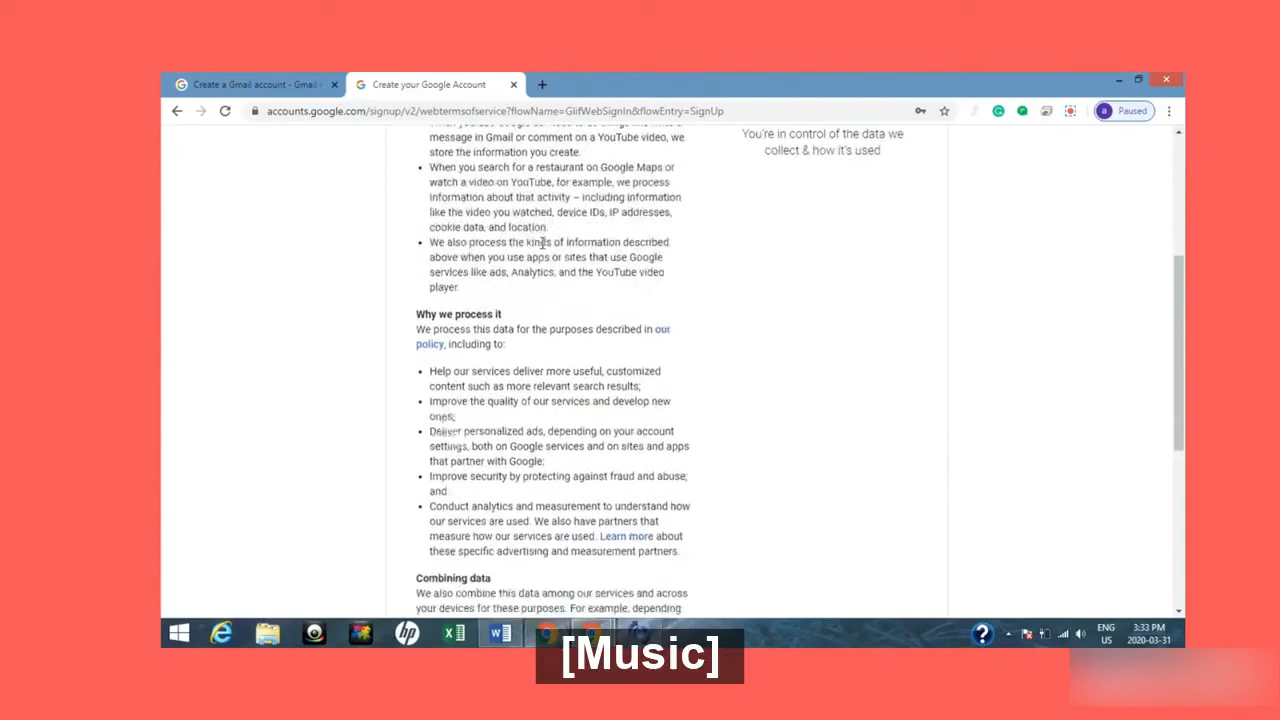 Create a Gmail account - Gmail
Create your Google Account
accounts.google.com/signup/v2/webtermsofservice?flowName=GlifWebSignIn&flowEntry=SignUp
a Paused
message in Gmail or comment on a YouTube video, we
store the information you create.
When you search for a restaurant on Google Maps or
watch a video on YouTube, for example, we process
information about that activity – including information
like the video you watched, device IDs, IP addresses,
cookie data, and location.
We also process the kinds of information described
above when you use apps or sites that use Google
services like ads, Analytics, and the YouTube video
player.
Why we process it
We process this data for the purposes described in our
policy, including to:
Help our services deliver more useful, customized
content such as more relevant search results;
Improve the quality of our services and develop new
ones;
Deliver personalized ads, depending on your account
settings, both on Google services and on sites and apps
that partner with Google;
Improve security by protecting against fraud and abuse;
and
Conduct analytics and measurement to understand how
our services are used. We also have partners that
measure how our services are used. Learn more about
these specific advertising and measurement partners.
Combining data
We also combine this data among our services and across
your devices for these purposes. For example, depending
You're in control of the data we
collect & how it's used
hp
ENG
US
3:33 PM
2020-03-31
[Music]